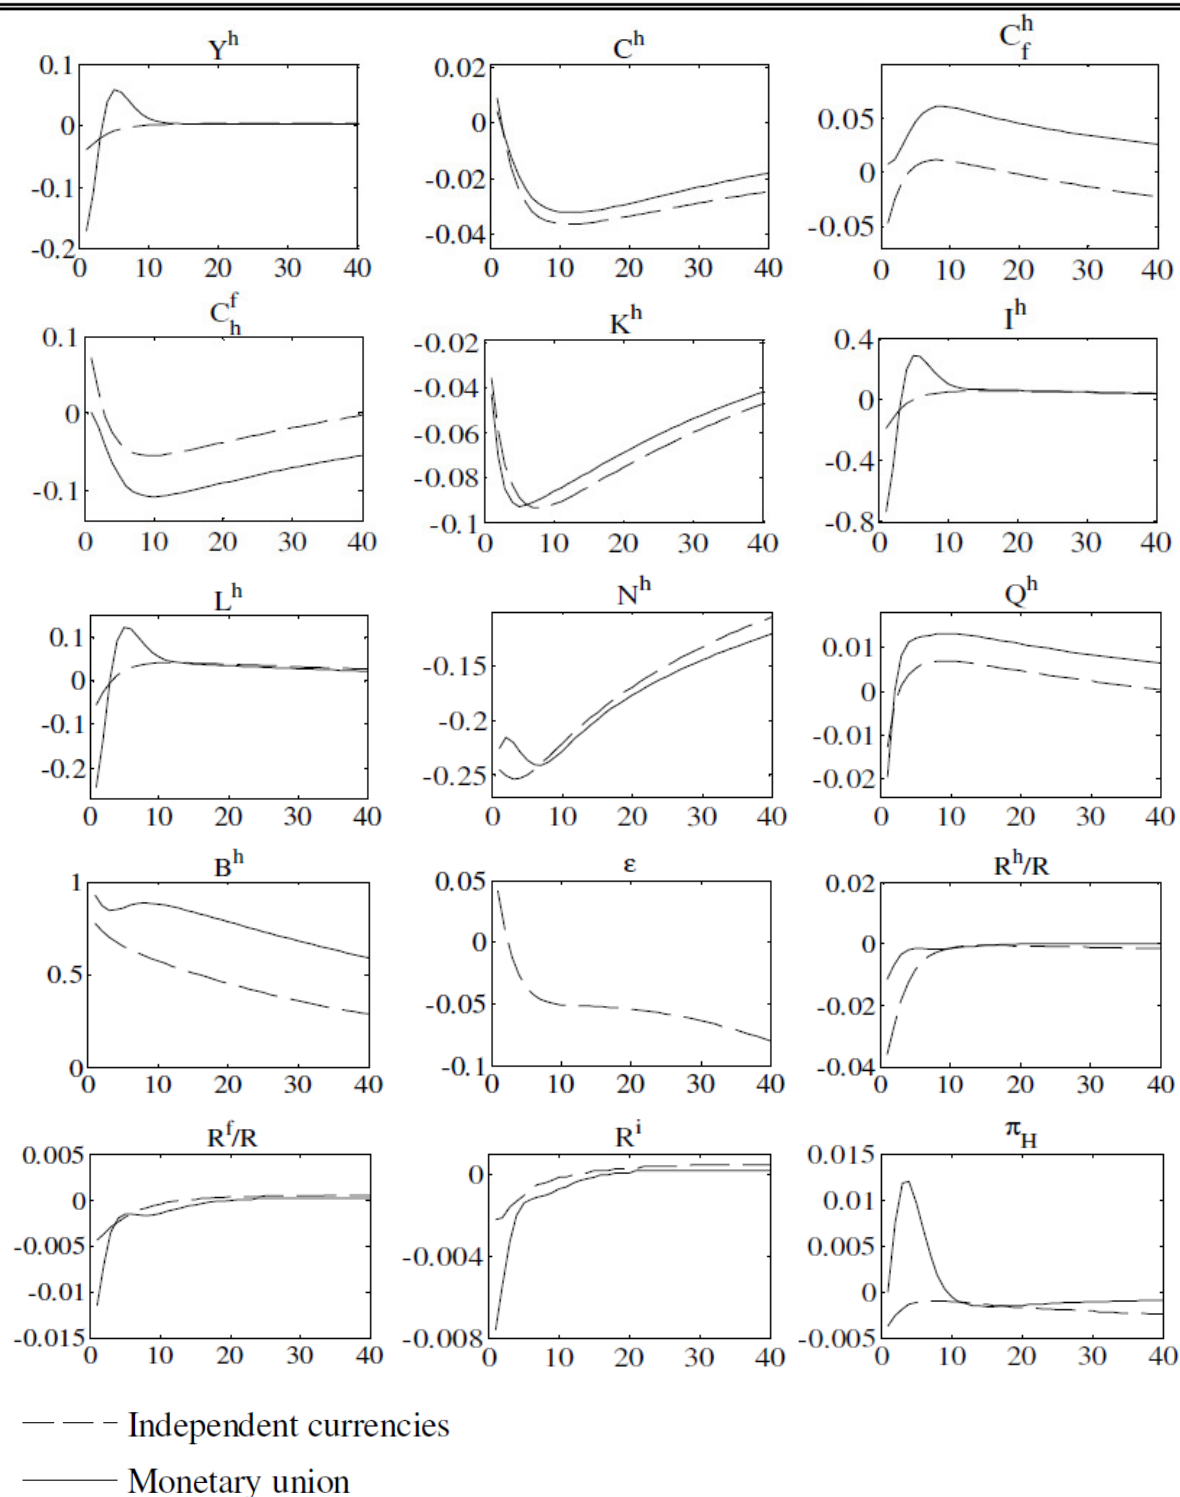 Y^h
0.1
0
-0.1
-0.2
0 10 20 30 40
C^h
0.02
0
-0.02
-0.04
0 10 20 30 40
C_f^h
0.05
0
-0.05
0 10 20 30 40
C_h^f
0.1
0
-0.1
0 10 20 30 40
K^h
-0.02
-0.04
-0.06
-0.08
-0.1
0 10 20 30 40
I^h
0.4
0
-0.4
-0.8
0 10 20 30 40
L^h
0.1
0
-0.1
-0.2
0 10 20 30 40
N^h
-0.15
-0.2
-0.25
0 10 20 30 40
Q^h
0.01
0
-0.01
-0.02
0 10 20 30 40
B^h
1
0.5
0
0 10 20 30 40
ε
0.05
0
-0.05
-0.1
0 10 20 30 40
R^h/R
0.02
0
-0.02
-0.04
0 10 20 30 40
R^f/R
0.005
0
-0.005
-0.01
-0.015
0 10 20 30 40
R^i
0
-0.004
-0.008
0 10 20 30 40
π_H
0.015
0.01
0.005
0
-0.005
0 10 20 30 40
Independent currencies
Monetary union